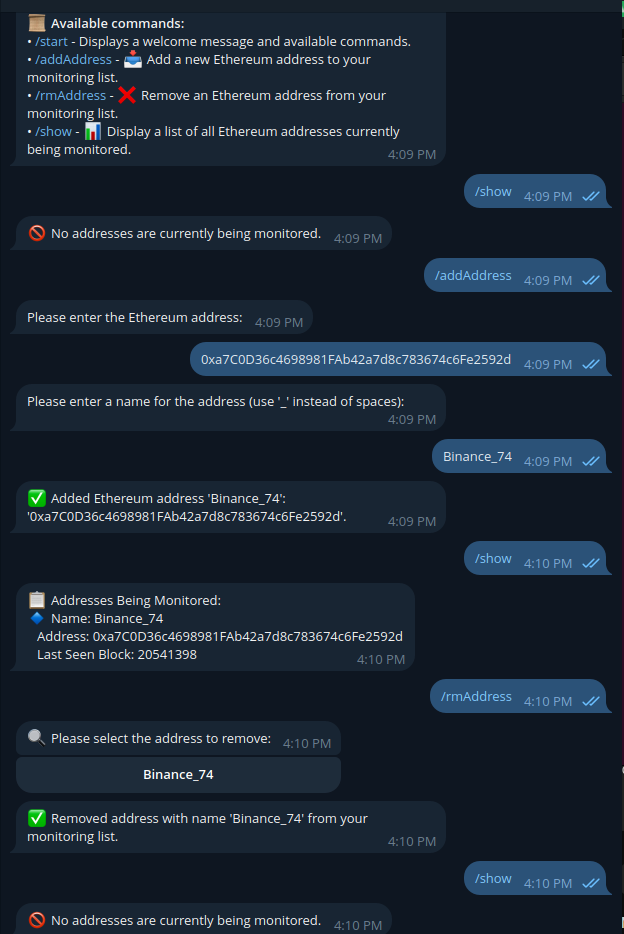 📜 Available commands:
• /start - Displays a welcome message and available commands.
• /addAddress - 📥 Add a new Ethereum address to your
monitoring list.
• /rmAddress - ❌ Remove an Ethereum address from your
monitoring list.
• /show - 📊 Display a list of all Ethereum addresses currently
being monitored.
4:09 PM
/show 4:09 PM
🚫 No addresses are currently being monitored. 4:09 PM
/addAddress 4:09 PM
Please enter the Ethereum address: 4:09 PM
0xa7C0D36c4698981FAb42a7d8c783674c6Fe2592d 4:09 PM
Please enter a name for the address (use '_' instead of spaces):
4:09 PM
Binance_74 4:09 PM
✅ Added Ethereum address 'Binance_74':
'0xa7C0D36c4698981FAb42a7d8c783674c6Fe2592d'. 4:09 PM
/show 4:10 PM
📋 Addresses Being Monitored:
🔹 Name: Binance_74
Address: 0xa7C0D36c4698981FAb42a7d8c783674c6Fe2592d
Last Seen Block: 20541398 4:10 PM
/rmAddress 4:10 PM
🔍 Please select the address to remove: 4:10 PM
Binance_74
✅ Removed address with name 'Binance_74' from your
monitoring list. 4:10 PM
/show 4:10 PM
🚫 No addresses are currently being monitored. 4:10 PM